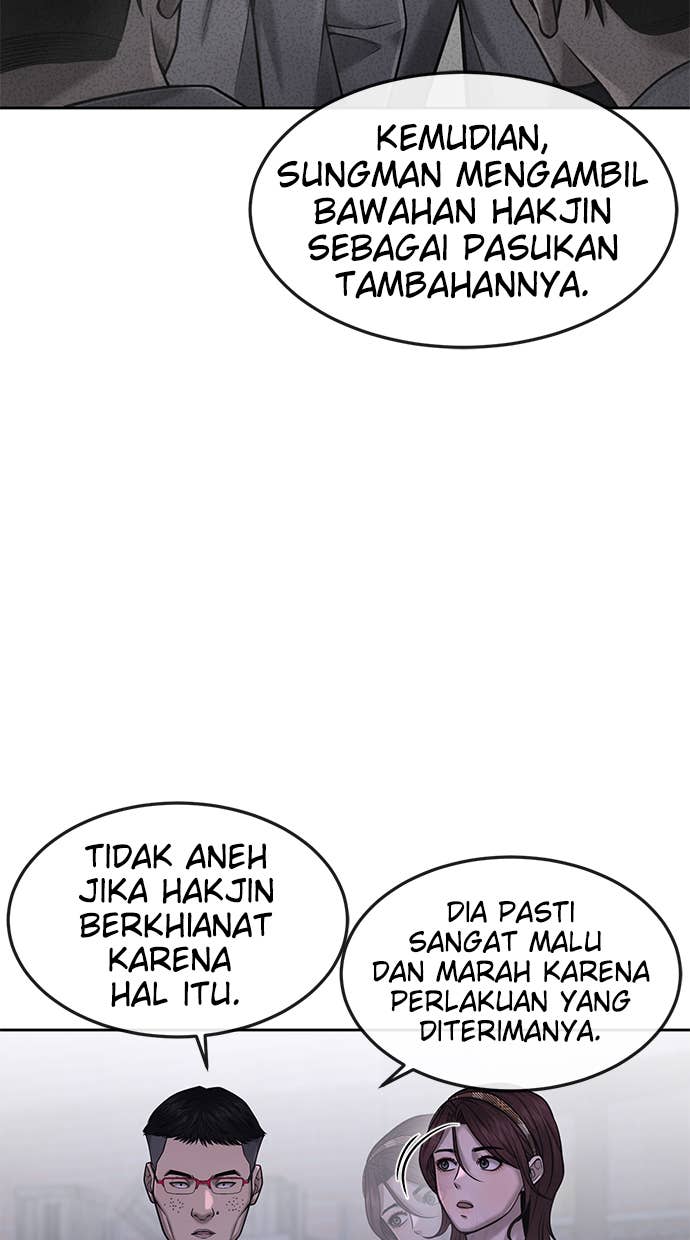 KEMUDIAN,
SUNGMAN MENGAMBIL
BAWAHAN HAKJIN
SEBAGAI PASUKAN
TAMBAHANNYA.
TIDAK ANEH
JIKA HAKJIN
BERKHIANAT
KARENA
HAL ITU.
DIA PASTI
SANGAT MALU
DAN MARAH KARENA
PERLAKUAN YANG
DITERIMANYA.